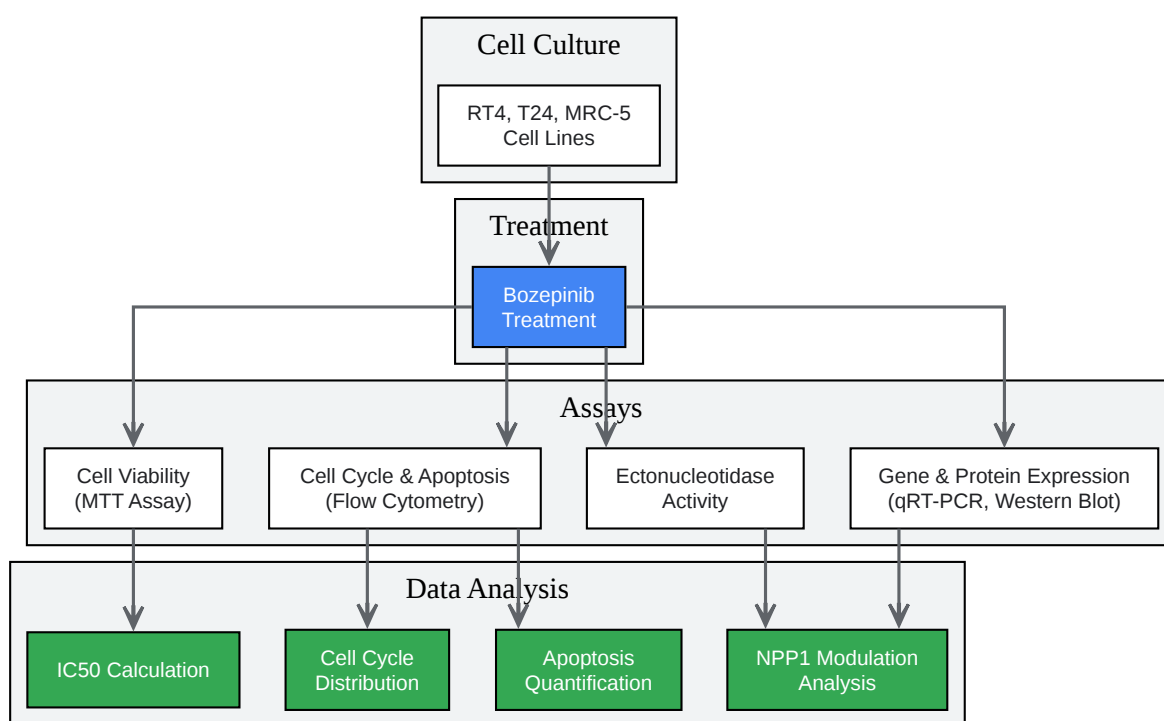 Cell Culture
RT4, T24, MRC-5
Cell Lines
Treatment
Bozepinib
Treatment
Assays
Cell Viability
(MTT Assay)
Cell Cycle & Apoptosis
(Flow Cytometry)
Ectonucleotidase
Activity
Gene & Protein Expression
(qRT-PCR, Western Blot)
Data Analysis
IC50 Calculation
Cell Cycle
Distribution
Apoptosis
Quantification
NPP1 Modulation
Analysis